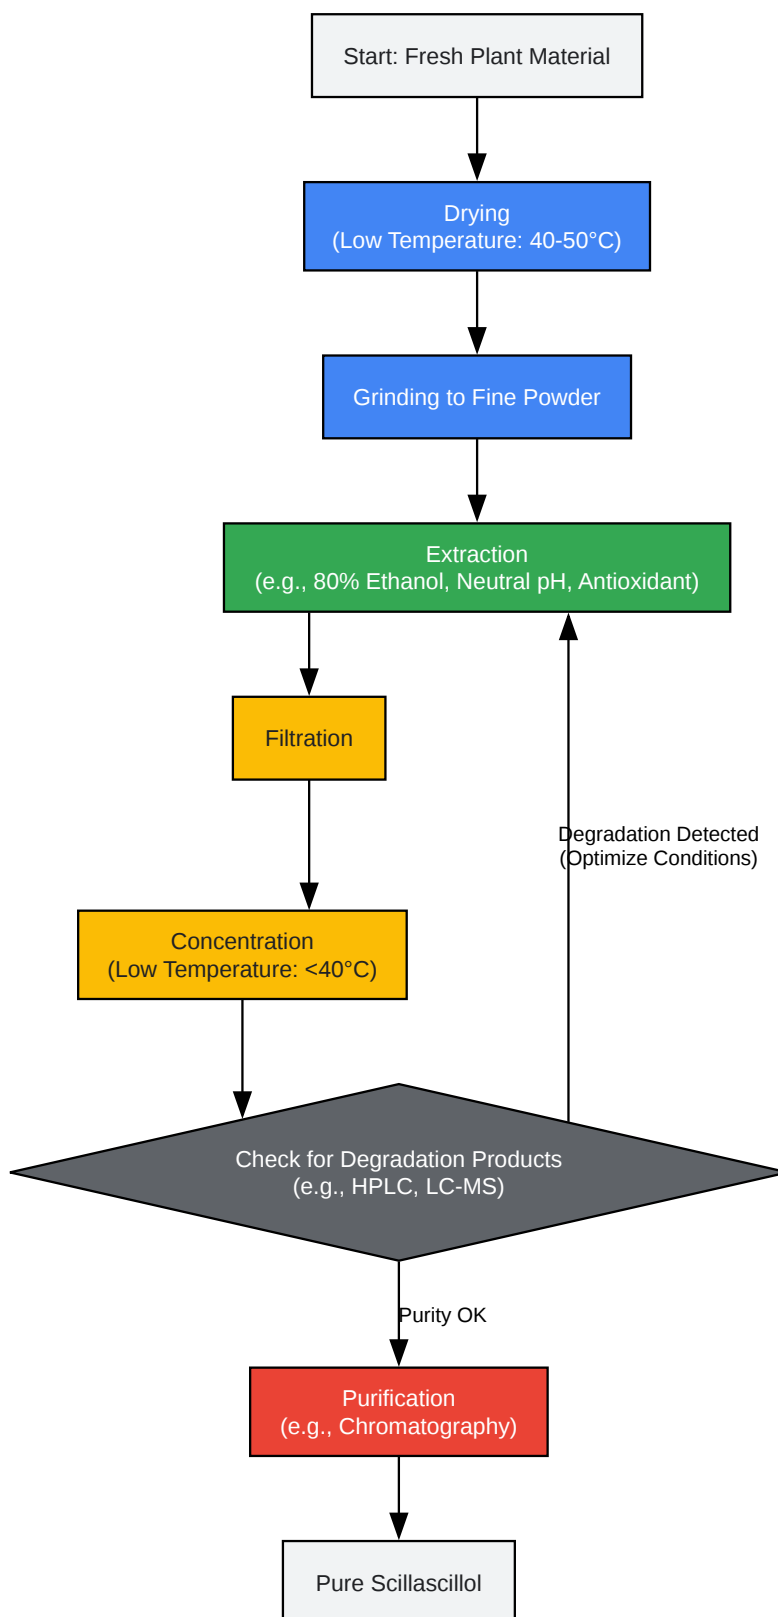 Start: Fresh Plant Material
Drying
(Low Temperature: 40-50°C)
Grinding to Fine Powder
Extraction
(e.g., 80% Ethanol, Neutral pH, Antioxidant)
Filtration
Degradation Detected
(Optimize Conditions)
Concentration
(Low Temperature: <40°C)
Check for Degradation Products
(e.g., HPLC, LC-MS)
Purity OK
Purification
(e.g., Chromatography)
Pure Scillascillol